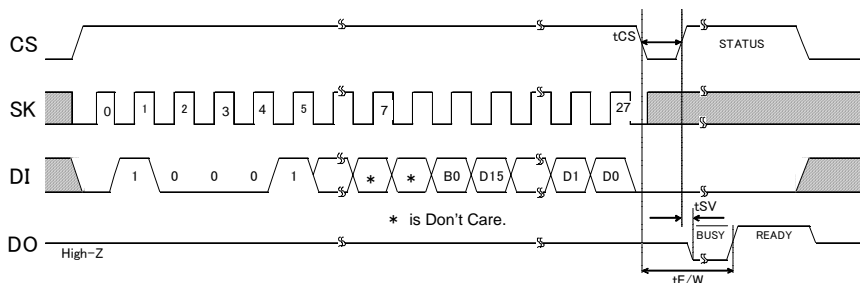 CS tCS STATUS
SK 0 1 2 3 4 5 7 27
DI 1 0 0 0 1 * * B0 D15 D1 D0
* is Don't Care.
tSV
DO High-Z BUSY READY
tE/W